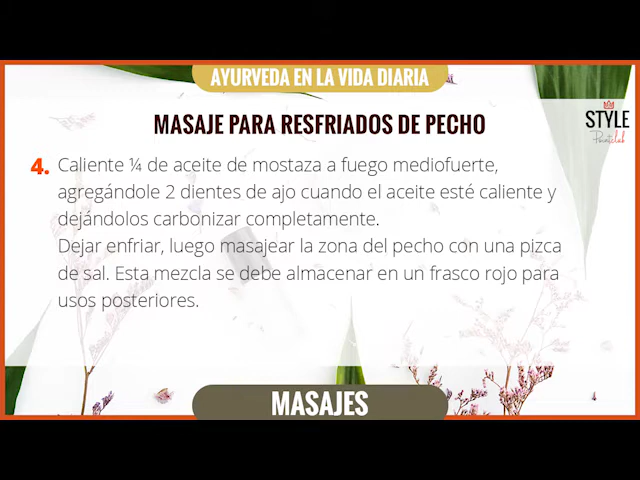 AYURVEDA EN LA VIDA DIARIA
MASAJE PARA RESFRIADOS DE PECHO
STYLE
4. Caliente ¼ de aceite de mostaza a fuego mediofuerte,
agregándole 2 dientes de ajo cuando el aceite esté caliente y
dejándolos carbonizar completamente.
Dejar enfriar, luego masajear la zona del pecho con una pizca
de sal. Esta mezcla se debe almacenar en un frasco rojo para
usos posteriores.
MASAJES